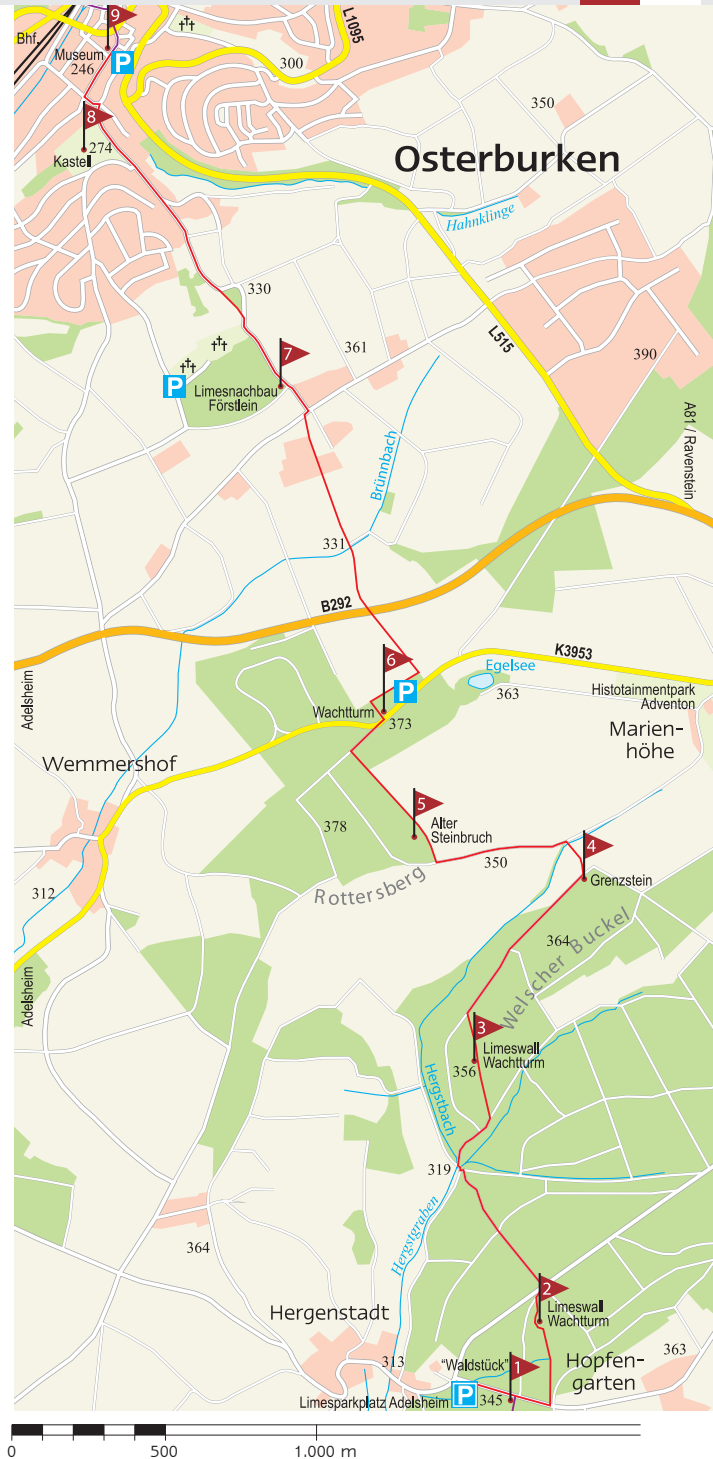 9
L1095
Bhf.
Museum
P
246
300
350
8
274
Kastell
Osterburken
Hahnklinge
330
7
361
L515
390
P
Limesnachbau
Förstlein
A81 / Ravenstein
Brünnbach
331
B292
K3953
6
Egelsee
P
363
Histotainmentpark
Adventon
Adelsheim
Wachtturm
373
Marien-
höhe
Wemmershof
5
378
Alter
Steinbruch
4
350
Grenzstein
312
Rottersberg
364
Welscher Buckel
Adelsheim
3
Limeswall
Wachtturm
356
Hergstbach
319
Hergstgraben
364
2
Limeswall
Wachtturm
Hergenstadt
363
"Waldstück"
1
Hopfen-
garten
313
Limesparkplatz Adelsheim
P
345
0
500
1.000 m